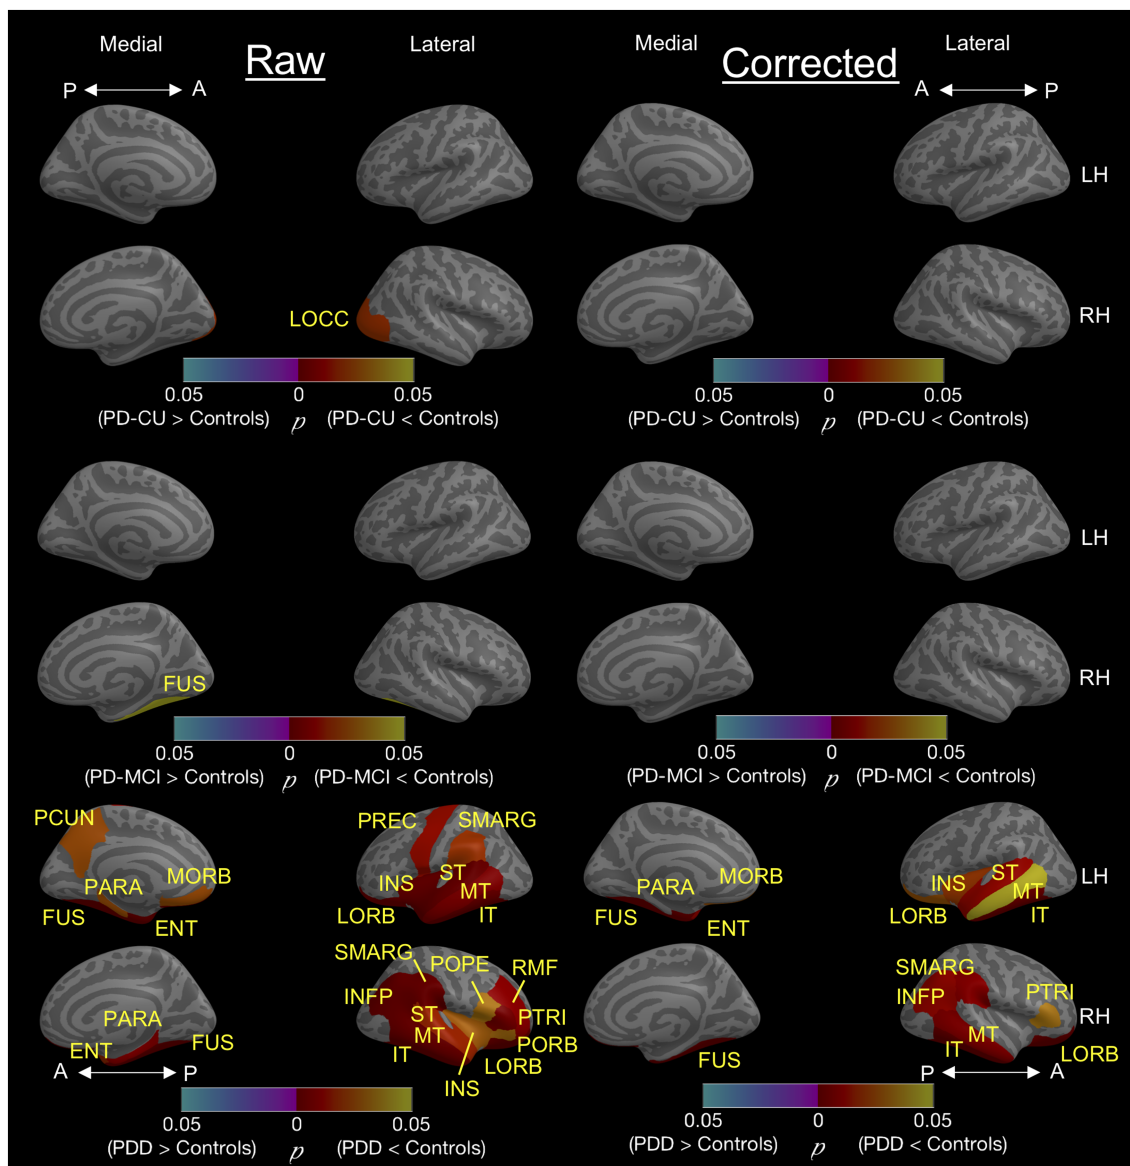 Medial Raw Lateral Medial Corrected Lateral
P A A P
LH
LOCC RH
0.05 0 0.05 0.05 0 0.05
(PD-CU > Controls) p (PD-CU < Controls) (PD-CU > Controls) p (PD-CU < Controls)
LH
FUS RH
0.05 0 0.05 0.05 0 0.05
(PD-MCI > Controls) p (PD-MCI < Controls) (PD-MCI > Controls) p (PD-MCI < Controls)
PCUN PREC SMARG
PARA MORB INS ST MT PARA MORB INS ST MT LH
FUS ENT LORB IT FUS ENT LORB IT
SMARG POPE RMF SMARG
INFP INFP PTRI
PARA ST PTRI RH
ENT FUS MT PORB MT
IT LORB FUS IT LORB
A P INS P A
0.05 0 0.05 0.05 0 0.05
(PDD > Controls) p (PDD < Controls) (PDD > Controls) p (PDD < Controls)